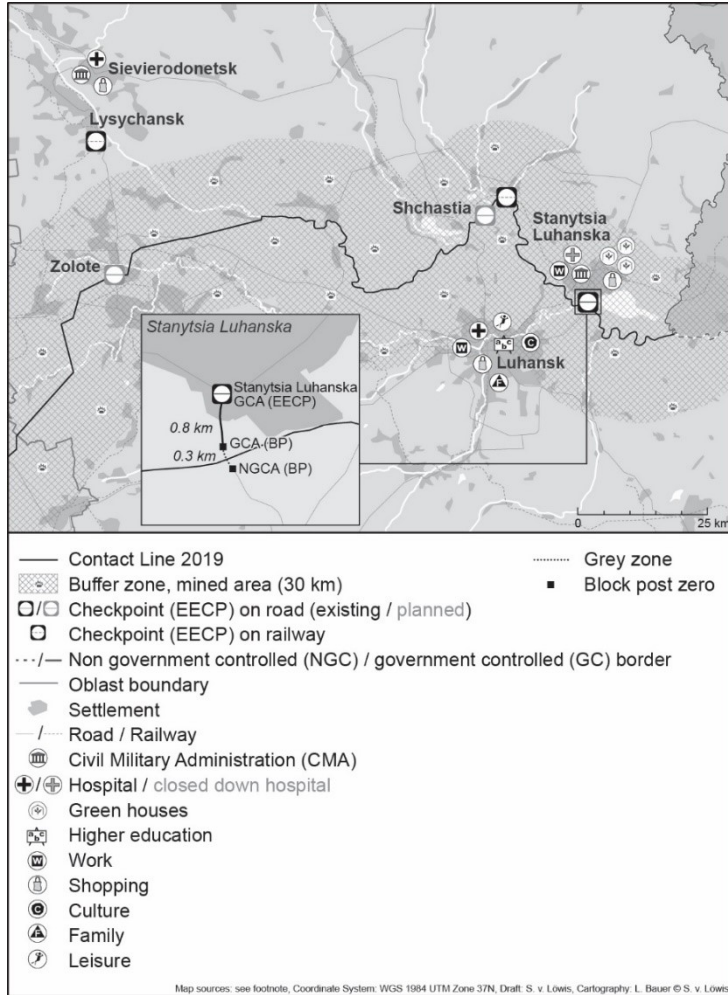 Sievierodonetsk
Lysychansk
Shchastia
Stanytsia
Luhanska
Zolote
W
Stanytsia Luhanska
a b c
C
W
Luhansk
F
Stanytsia Luhanska
GCA (EECP)
0.8 km
GCA (BP)
0.3 km
NGCA (BP)
0 25 km
Contact Line 2019
Grey zone
Buffer zone, mined area (30 km)
Block post zero
Checkpoint (EECP) on road (existing / planned)
Checkpoint (EECP) on railway
Non government controlled (NGC) / government controlled (GC) border
Oblast boundary
Settlement
Road / Railway
Civil Military Administration (CMA)
Hospital / closed down hospital
Green houses
a b c Higher education
W Work
Shopping
C Culture
F Family
Leisure
Map sources: see footnote, Coordinate System: WGS 1984 UTM Zone 37N, Draft: S. v. Löwis, Cartography: L. Bauer © S. v. Löwis